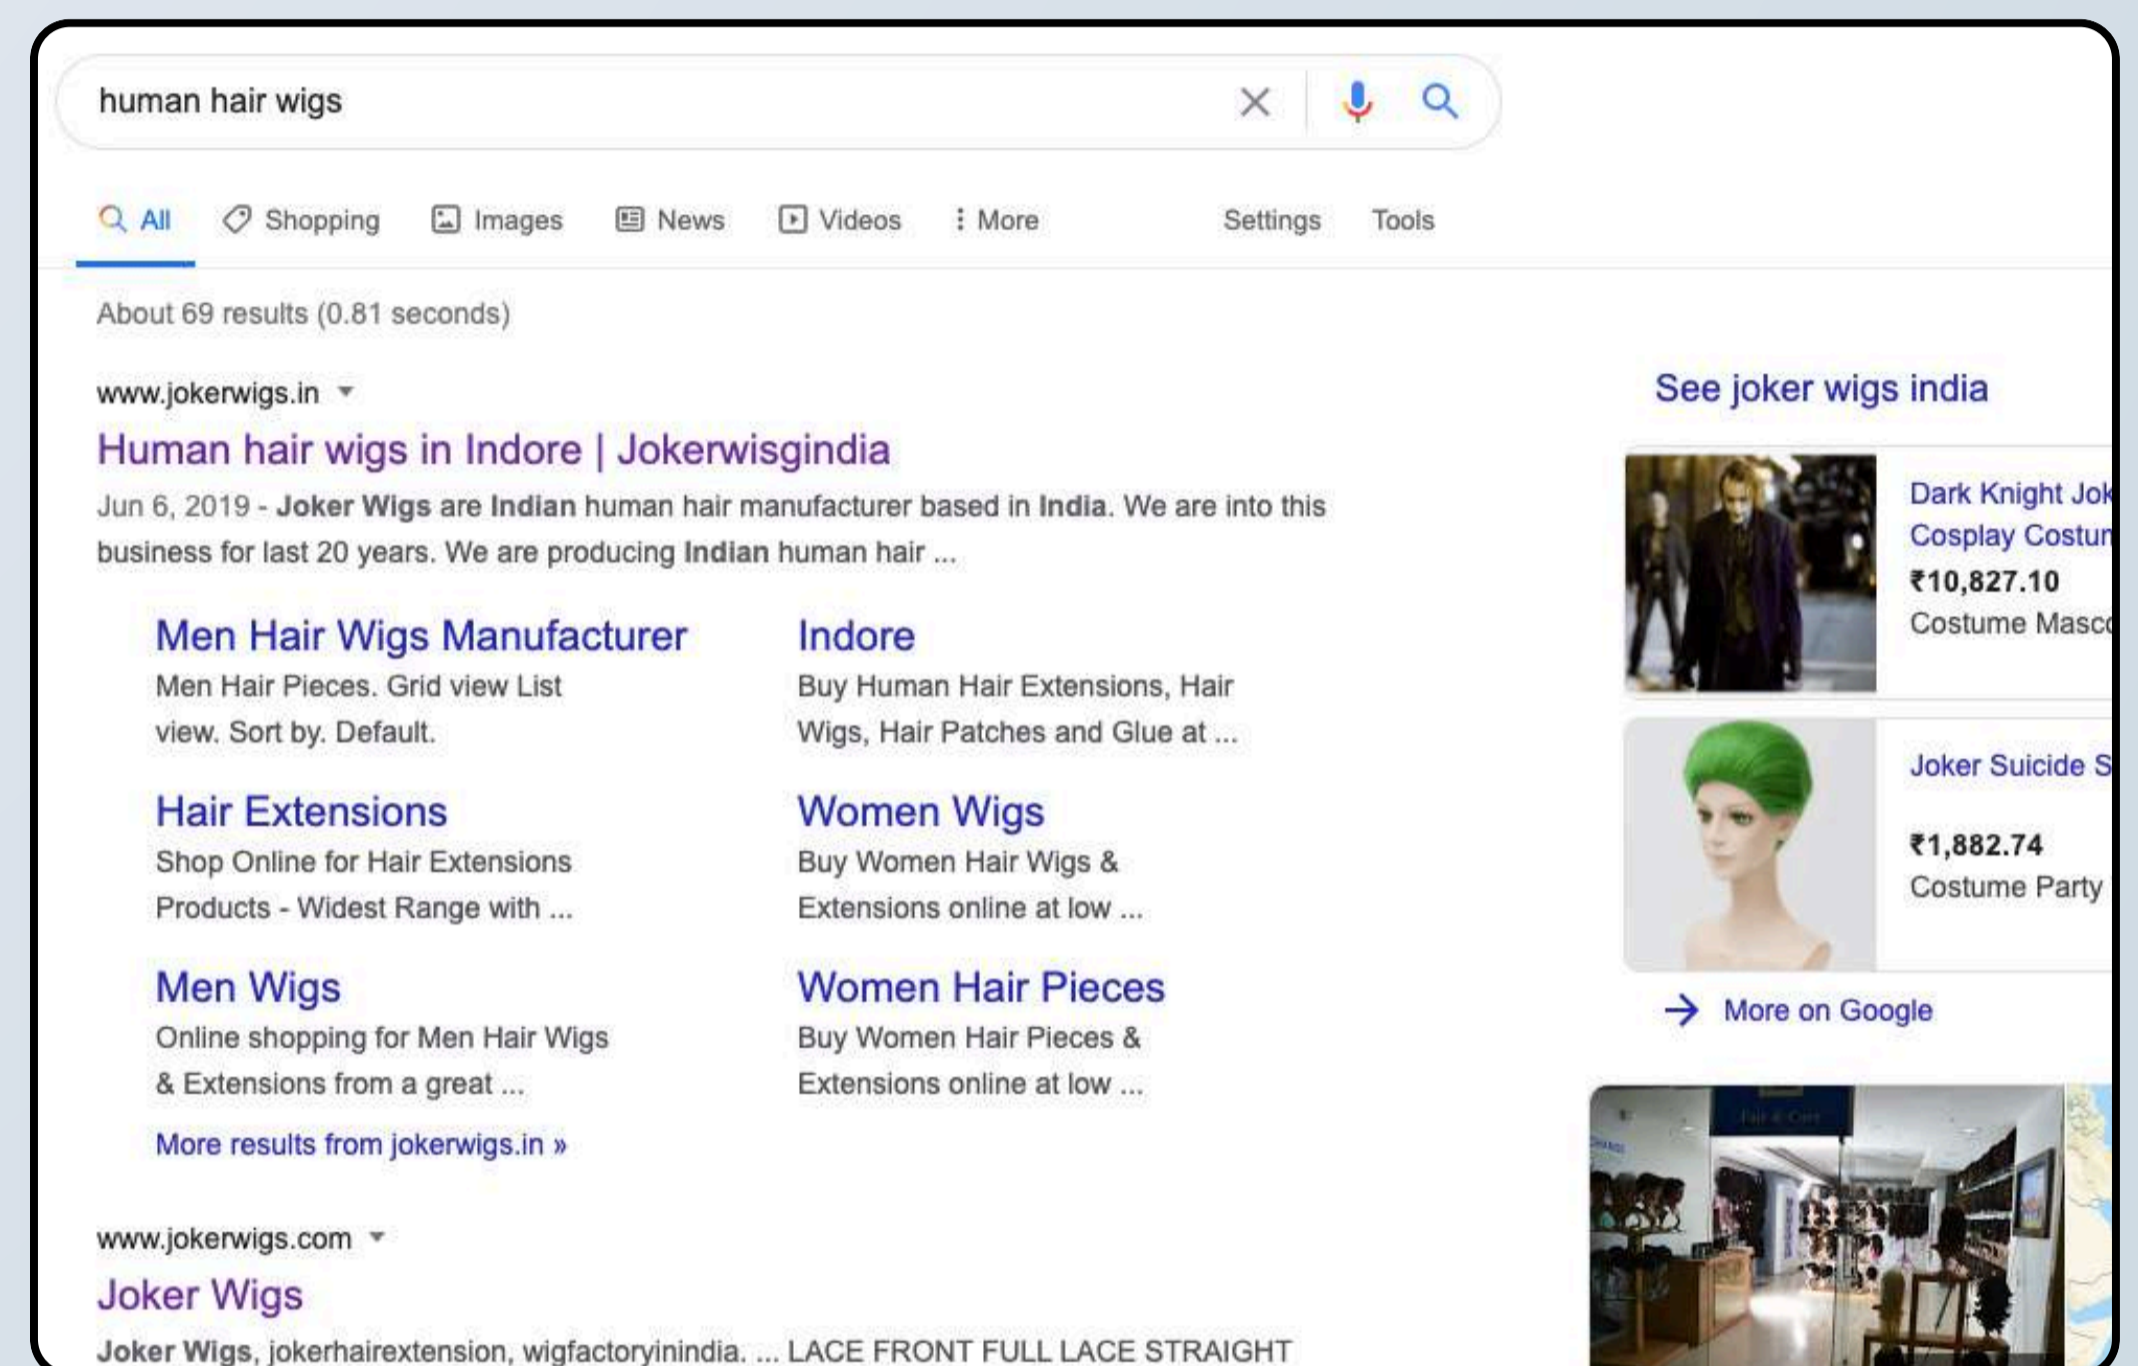 human hair wigs
All Shopping Images News Videos More Settings Tools
About 69 results (0.81 seconds)
www.jokerwigs.in
Human hair wigs in Indore | Jokerwisgindia
Jun 6, 2019 - Joker Wigs are Indian human hair manufacturer based in India. We are into this
business for last 20 years. We are producing Indian human hair ...
Men Hair Wigs Manufacturer
Men Hair Pieces. Grid view List
view. Sort by. Default.
Indore
Buy Human Hair Extensions, Hair
Wigs, Hair Patches and Glue at ...
Hair Extensions
Shop Online for Hair Extensions
Products - Widest Range with ...
Women Wigs
Buy Women Hair Wigs &
Extensions online at low ...
Men Wigs
Online shopping for Men Hair Wigs
& Extensions from a great ...
Women Hair Pieces
Buy Women Hair Pieces &
Extensions online at low ...
More results from jokerwigs.in »
www.jokerwigs.com
Joker Wigs
Joker Wigs, jokerhairextension, wigfactoryinindia. ... LACE FRONT FULL LACE STRAIGHT
See joker wigs india
Dark Knight Jok
Cosplay Costu
₹10,827.10
Costume Masc
Joker Suicide S
₹1,882.74
Costume Party
More on Google